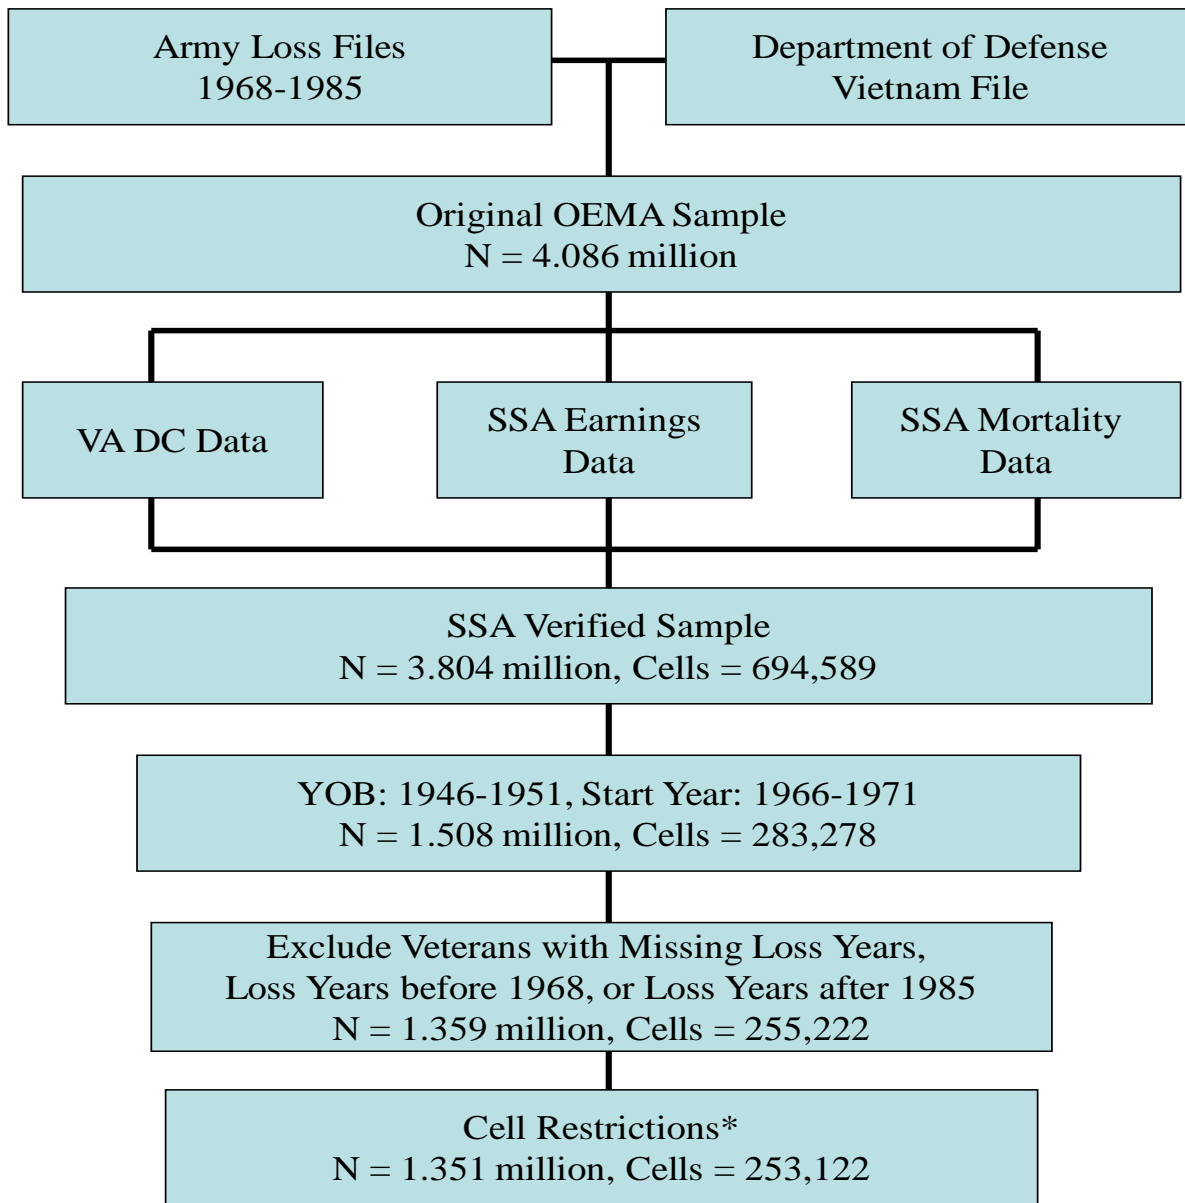 Army Loss Files
1968-1985
Department of Defense
Vietnam File
Original OEMA Sample
N = 4.086 million
VA DC Data
SSA Earnings
Data
SSA Mortality
Data
SSA Verified Sample
N = 3.804 million, Cells = 694,589
YOB: 1946-1951, Start Year: 1966-1971
N = 1.508 million, Cells = 283,278
Exclude Veterans with Missing Loss Years,
Loss Years before 1968, or Loss Years after 1985
N = 1.359 million, Cells = 255,222
Cell Restrictions*
N = 1.351 million, Cells = 253,122